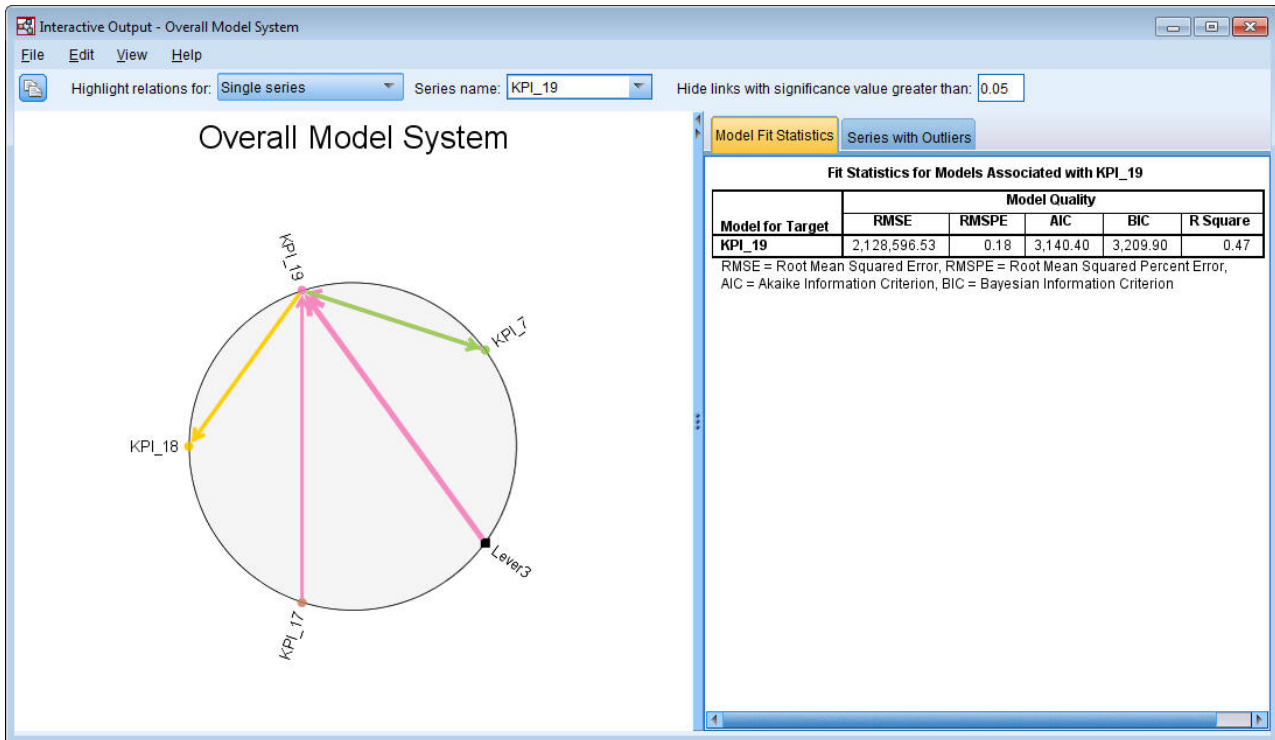 Interactive Output - Overall Model System
File Edit View Help
Highlight relations for: Single series Series name: KPI_19 Hide links with significance value greater than: 0.05
Overall Model System
KPI_19
KPI_7
KPI_18
Lever3
KPI_17
Model Fit Statistics Series with Outliers
Fit Statistics for Models Associated with KPI_19
Model Quality
Model for Target RMSE RMSPE AIC BIC R Square
KPI_19 2,128,596.53 0.18 3,140.40 3,209.90 0.47
RMSE = Root Mean Squared Error, RMSPE = Root Mean Squared Percent Error,
AIC = Akaike Information Criterion, BIC = Bayesian Information Criterion